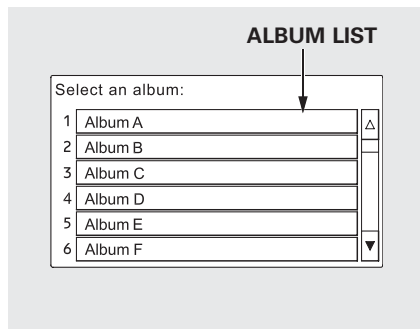 ALBUM LIST
Select an album:
1 Album A
2 Album B
3 Album C
4 Album D
5 Album E
6 Album F